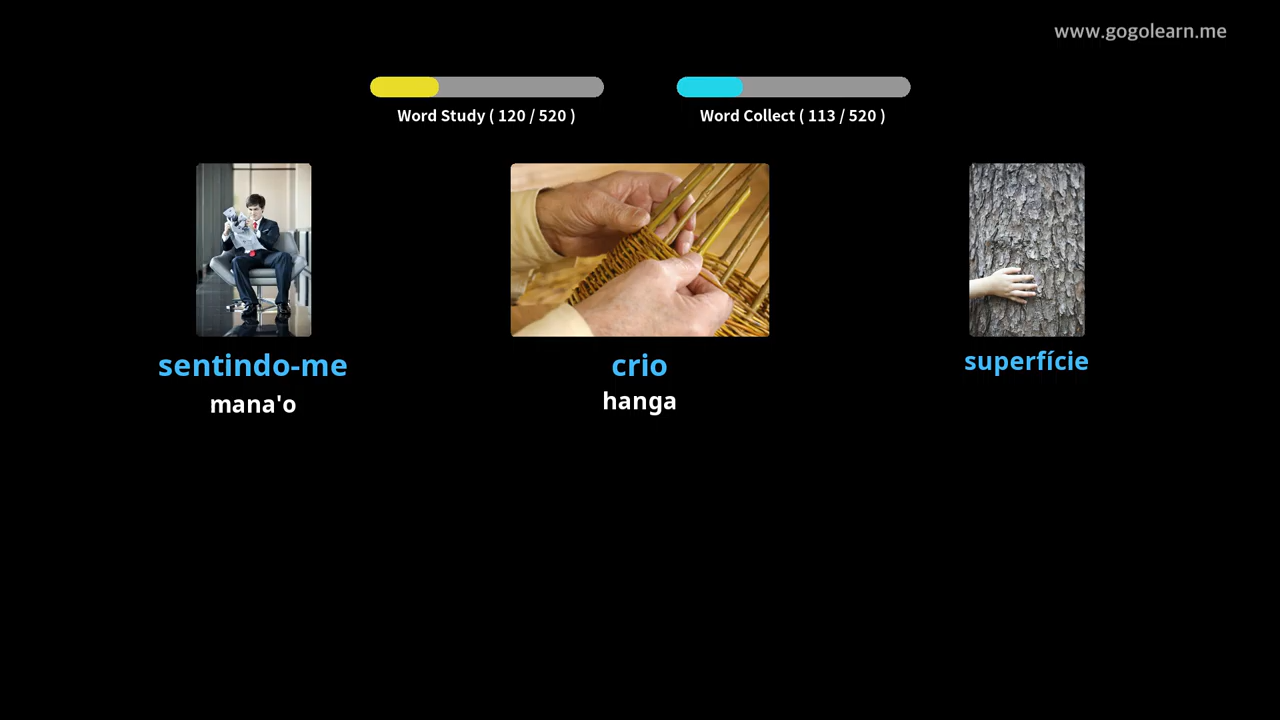 www.gogolearn.me
Word Study ( 120 / 520 )
Word Collect ( 113 / 520 )
sentindo-me
mana'o
crio
hanga
superfície